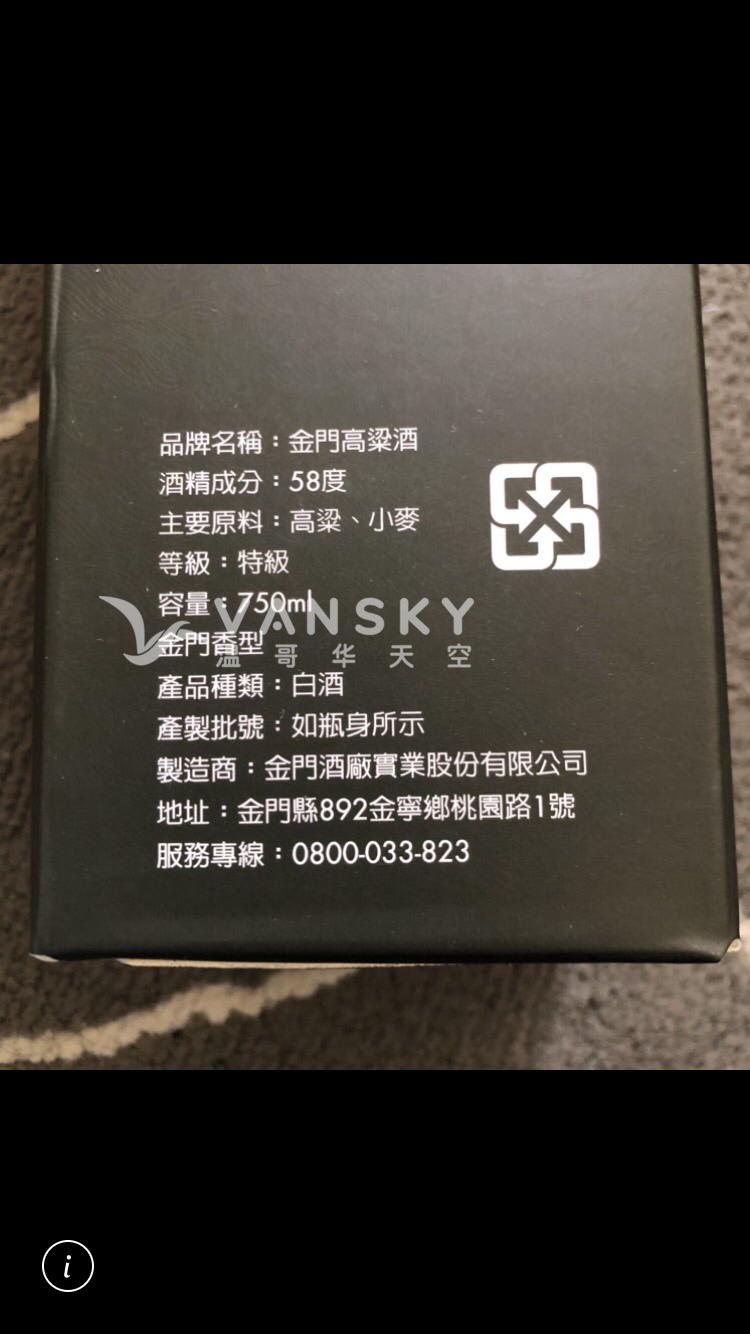 品牌名稱：金門高粱酒
酒精成分：58度
主要原料：高粱、小麥
等級：特級
容量：750ml
VANSKY
金門香型
溫哥华天空
產品種類：白酒
產製批號：如瓶身所示
製造商：金門酒廠實業股份有限公司
地址：金門縣892金寧鄉桃園路1號
服務專線：0800-033-823
i